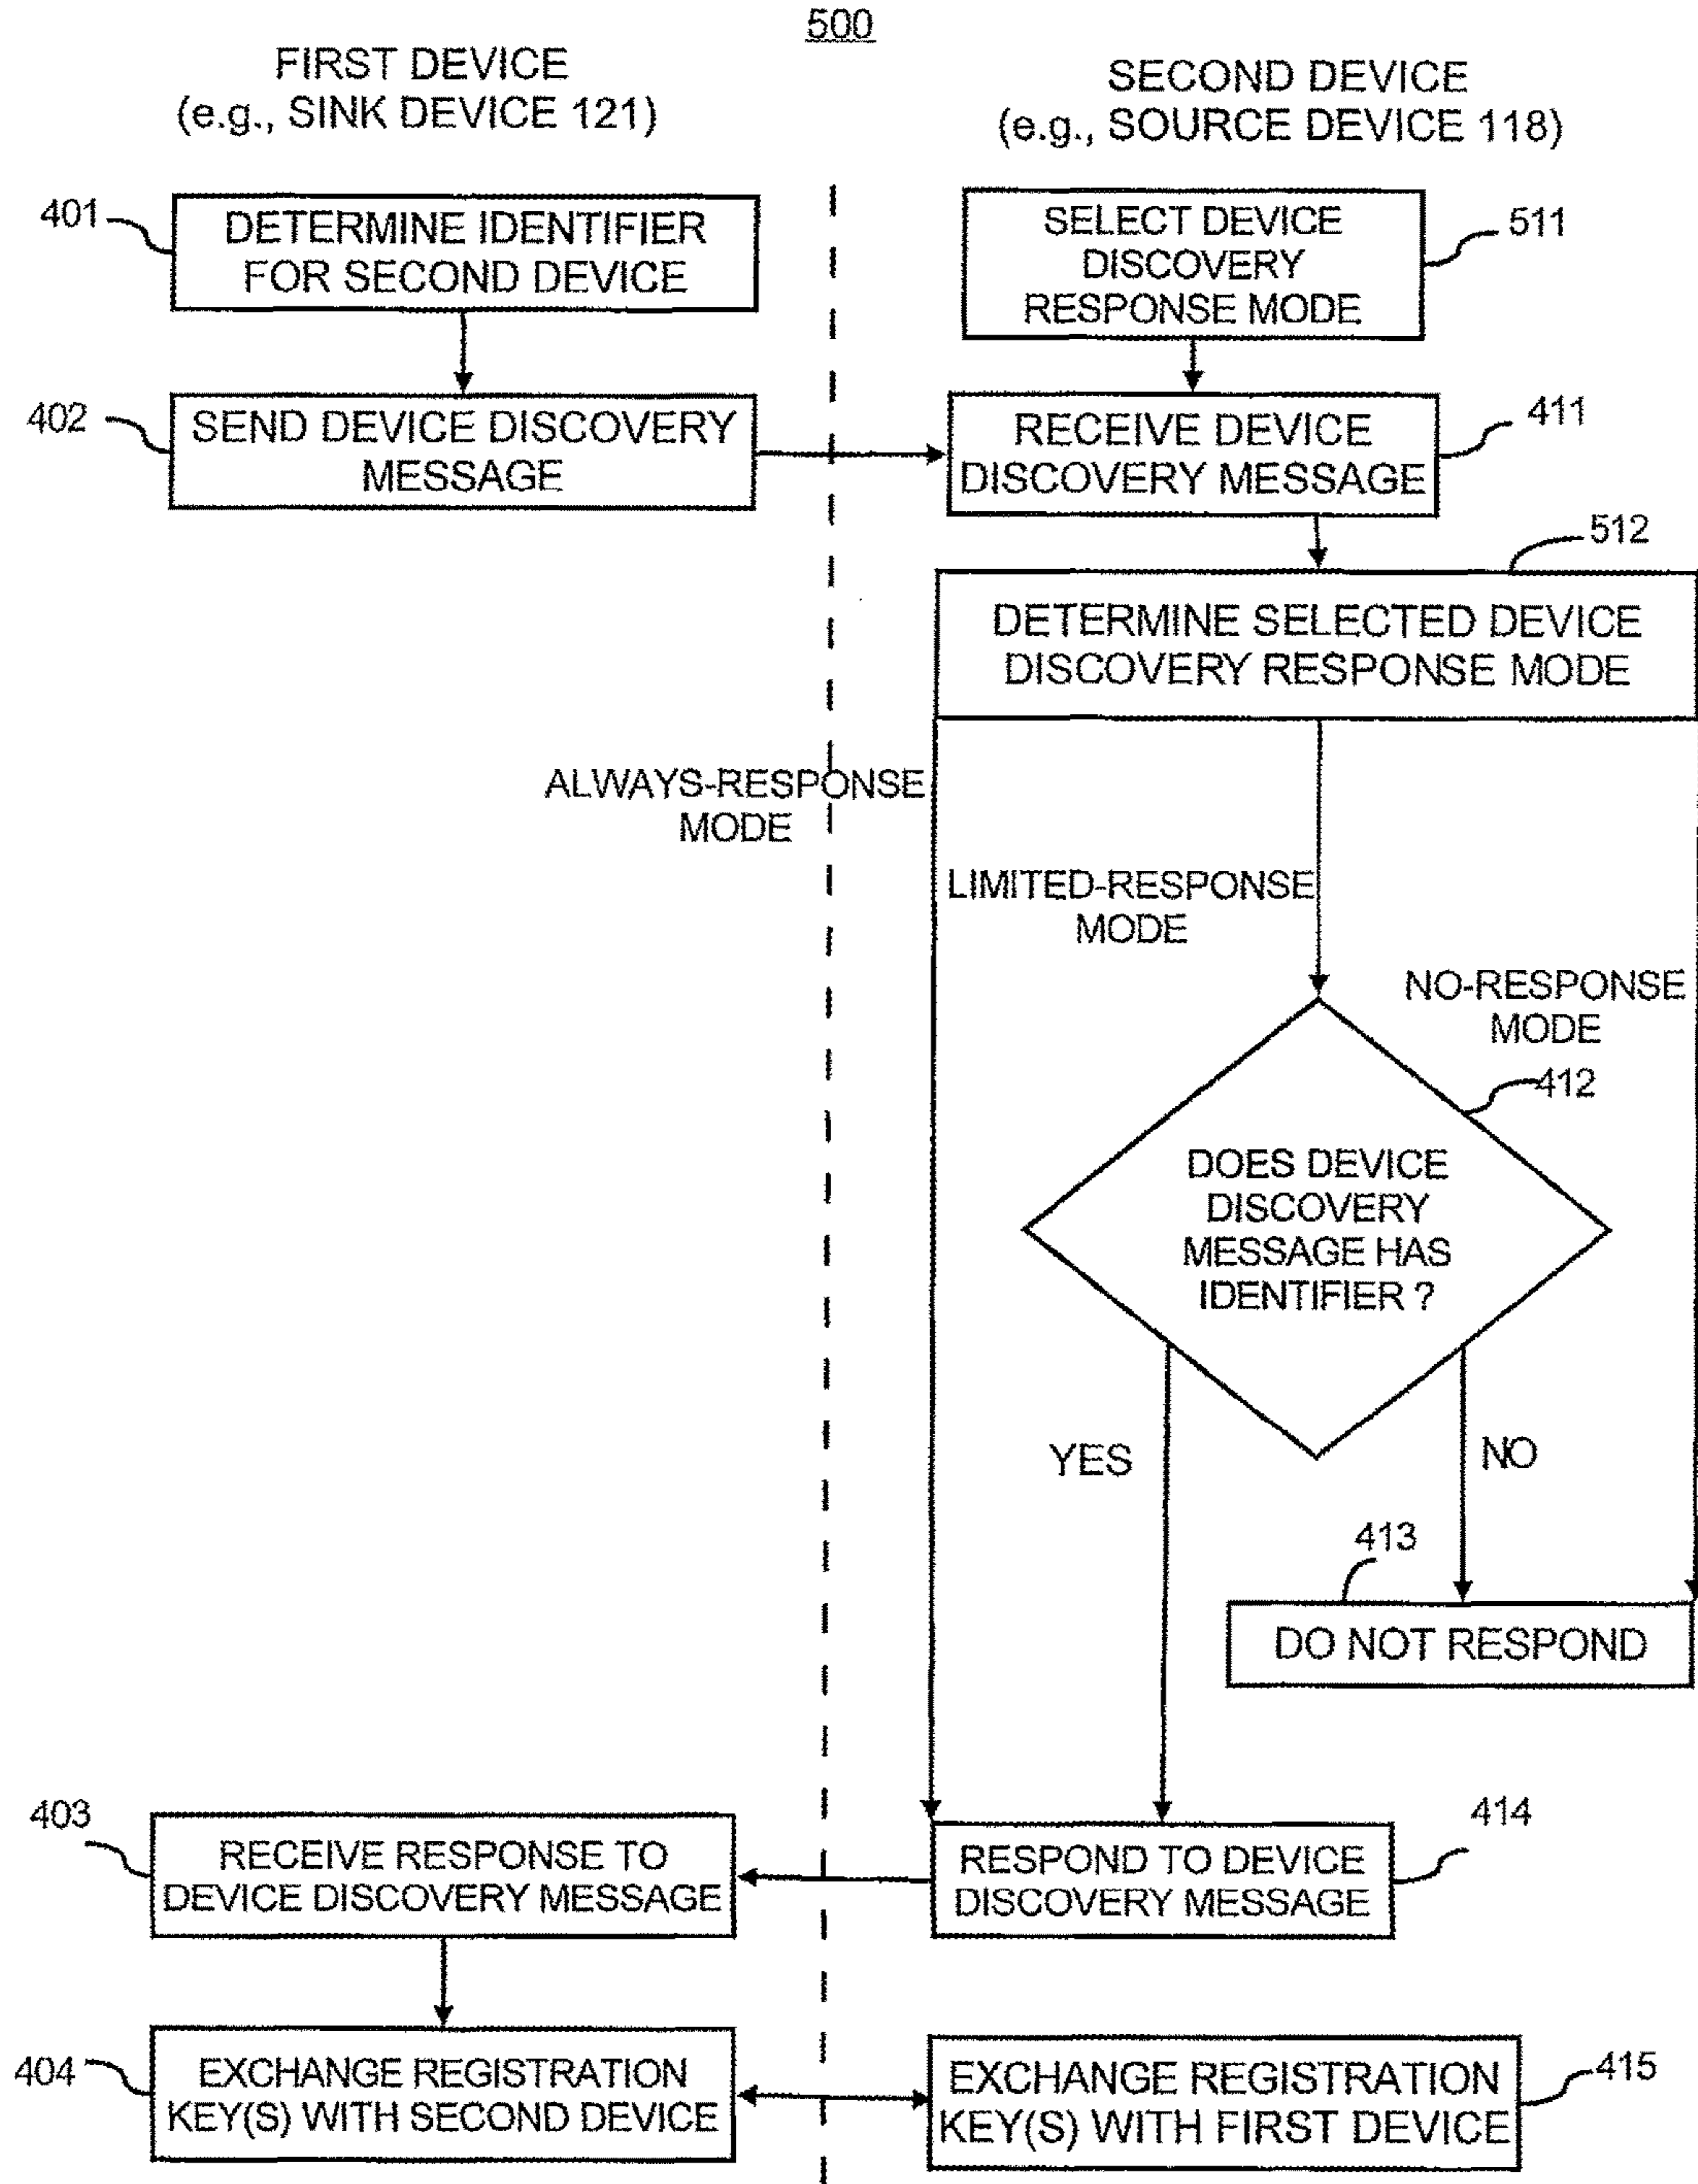 500
FIRST DEVICE
(e.g., SINK DEVICE 121)
SECOND DEVICE
(e.g., SOURCE DEVICE 118)
401
DETERMINE IDENTIFIER
FOR SECOND DEVICE
SELECT DEVICE
DISCOVERY
RESPONSE MODE
511
402
SEND DEVICE DISCOVERY
MESSAGE
RECEIVE DEVICE
DISCOVERY MESSAGE
411
512
DETERMINE SELECTED DEVICE
DISCOVERY RESPONSE MODE
ALWAYS-RESPONSE
MODE
LIMITED-RESPONSE
MODE
NO-RESPONSE
MODE
412
DOES DEVICE
DISCOVERY
MESSAGE HAS
IDENTIFIER ?
YES
NO
413
DO NOT RESPOND
403
RECEIVE RESPONSE TO
DEVICE DISCOVERY MESSAGE
RESPOND TO DEVICE
DISCOVERY MESSAGE
414
404
EXCHANGE REGISTRATION
KEY(S) WITH SECOND DEVICE
EXCHANGE REGISTRATION
KEY(S) WITH FIRST DEVICE
415